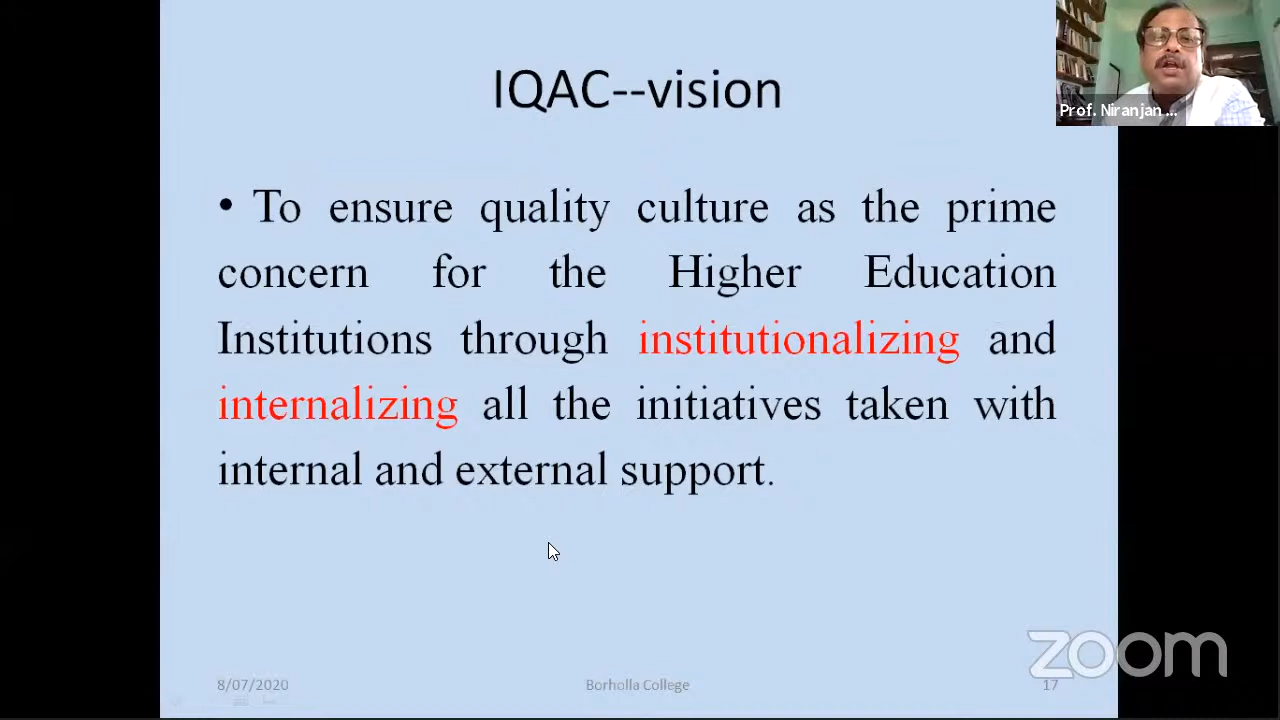 IQAC--vision
Prof. Niranjan ...
• To ensure quality culture as the prime
concern for the Higher Education
Institutions through institutionalizing and
internalizing all the initiatives taken with
internal and external support.
zoom
8/07/2020 Borholla College 17